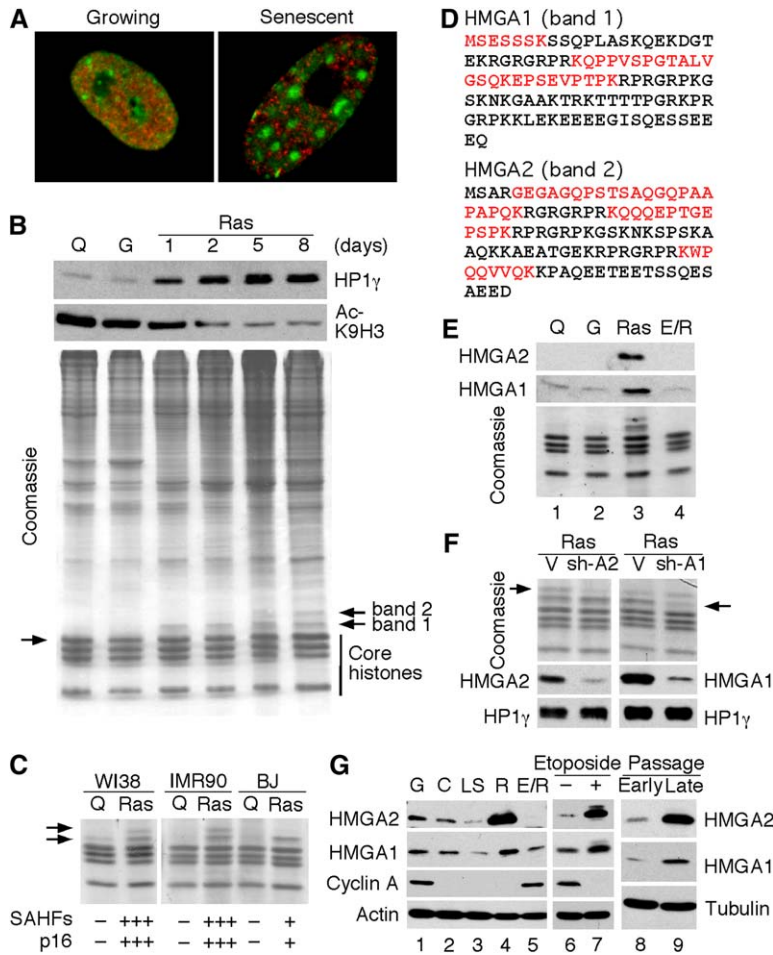 A
Growing
Senescent
B
Ras
Q G 1 2 5 8 (days)
HP1γ
Ac-
K9H3
Coomassie
band 2
band 1
Core
histones
C
WI38 IMR90 BJ
Q Ras Q Ras Q Ras
SAHFs – +++ – +++ – +
p16 – +++ – +++ – +
D
HMGA1 (band 1)
MSESSSKSSQPLASKQEKDGT
EKRGRGRPRKQPPVSPGTALV
GSQKEPSEVPTPKRPRGRPKG
SKNKGAAKTRKTTTTPGRKPR
GRPKKLEKEEEEGISQESSEE
EQ
HMGA2 (band 2)
MSARGEGAGQPSTSAQGQPAA
PAPQKRGRGRPRKQQQEPTGE
PSPKRPRGRPKGSKNKSPSKA
AQKKAEATGEKRPRGRPRKWP
QQVVQKKPAQEETEETSSQES
AEED
E
Q G Ras E/R
HMGA2
HMGA1
Coomassie
1 2 3 4
F
Ras Ras
V sh-A2 V sh-A1
Coomassie
HMGA2 HMGA1
HP1γ HP1γ
G
Etoposide Passage
G C LS R E/R – + Early Late
HMGA2 HMGA2
HMGA1 HMGA1
Cyclin A
Actin Tubulin
1 2 3 4 5 6 7 8 9